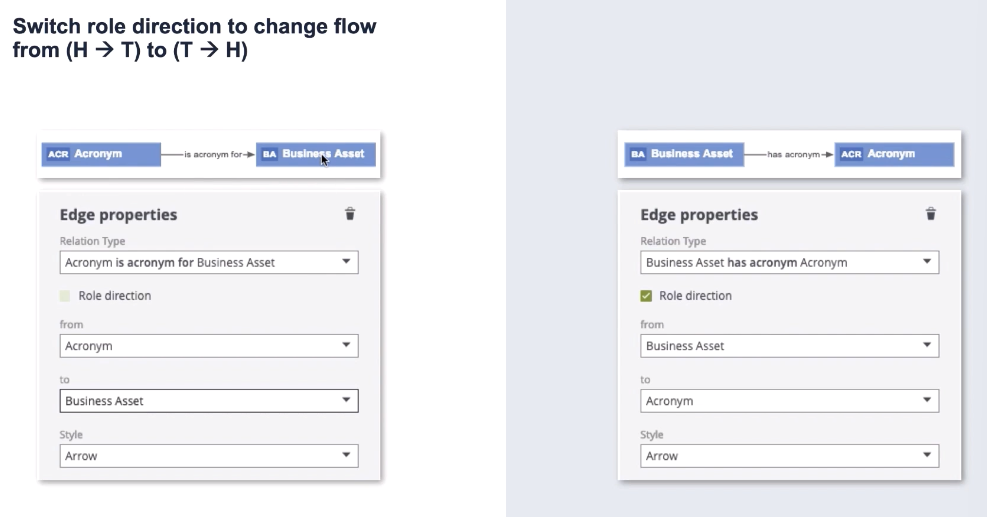 Switch role direction to change flow
from (H → T) to (T → H)
ACR Acronym
is acronym for
BA Business Asset
Edge properties
Relation Type
Acronym is acronym for Business Asset
Role direction
from
Acronym
to
Business Asset
Style
Arrow
BA Business Asset
has acronym
ACR Acronym
Edge properties
Relation Type
Business Asset has acronym Acronym
Role direction
from
Business Asset
to
Acronym
Style
Arrow